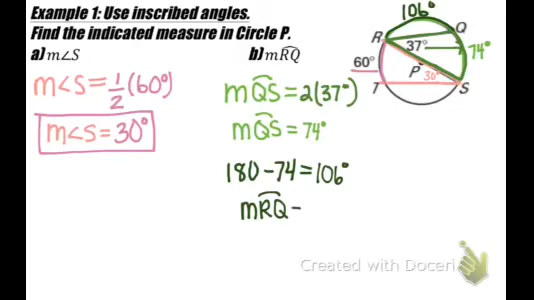 Example 1: Use inscribed angles.
Find the indicated measure in Circle P.
a) m∠S
b) mRQ͡
m∠S = 1/2 (60°)
m∠S = 30°
mQS͡ = 2(37°)
mQS͡ = 74°
180 - 74 = 106°
mRQ͡ =
106°
Q
R
37°
74°
60°
P
30°
T
S
Created with Doceri